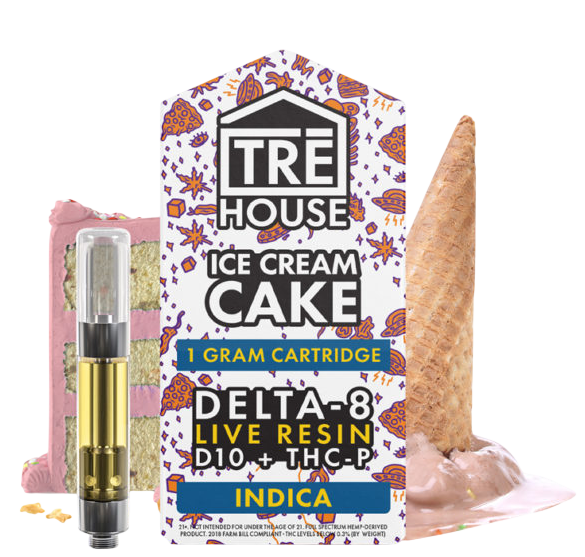 TRĒ
HOUSE
ICE CREAM
CAKE
1 GRAM CARTRIDGE
DELTA-8
LIVE RESIN
D10 + THC-P
INDICA
21+. NOT INTENDED FOR UNDER THE AGE OF 21. FULL SPECTRUM HEMP-DERIVED
PRODUCT. 2018 FARM BILL COMPLIANT • THC LEVELS BELOW 0.3% (BY WEIGHT)